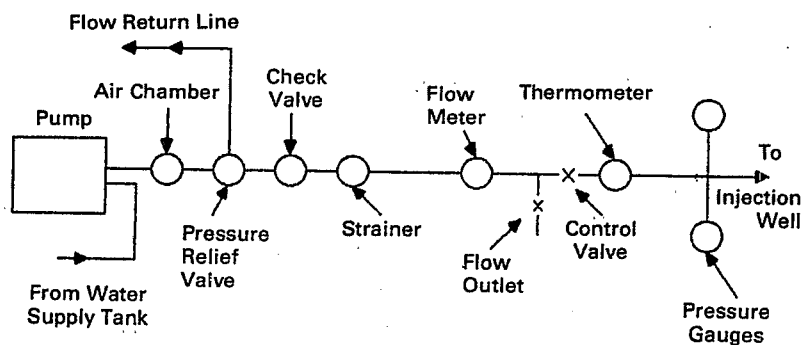 Flow Return Line
Air Chamber
Check
Valve
Flow
Meter
Thermometer
Pump
To
Injection
Well
Pressure
Relief
Valve
Strainer
Flow
Outlet
Control
Valve
From Water
Supply Tank
Pressure
Gauges